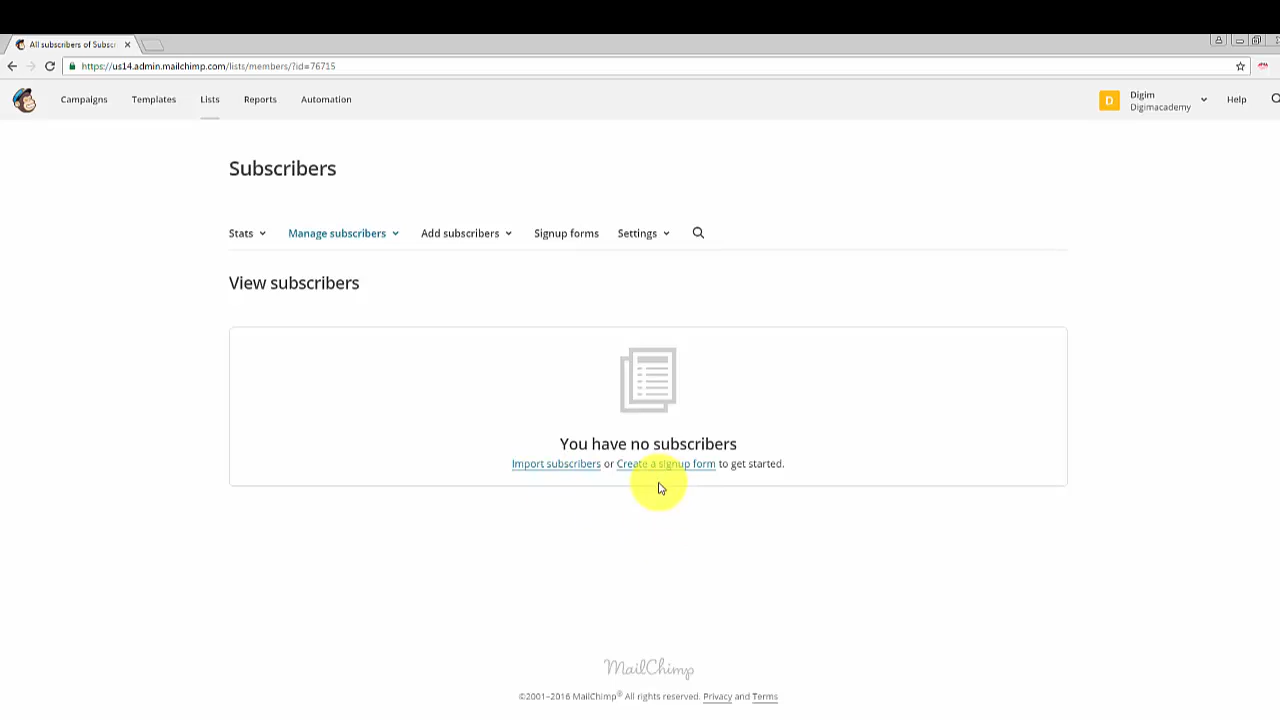 All subscribers of Subscr
https://us14.admin.mailchimp.com/lists/members/?id=76715
Campaigns Templates Lists Reports Automation
D Digim Help
Digimacademy
Subscribers
Stats Manage subscribers Add subscribers Signup forms Settings
View subscribers
You have no subscribers
Import subscribers or Create a signup form to get started.
MailChimp
©2001–2016 MailChimp® All rights reserved. Privacy and Terms